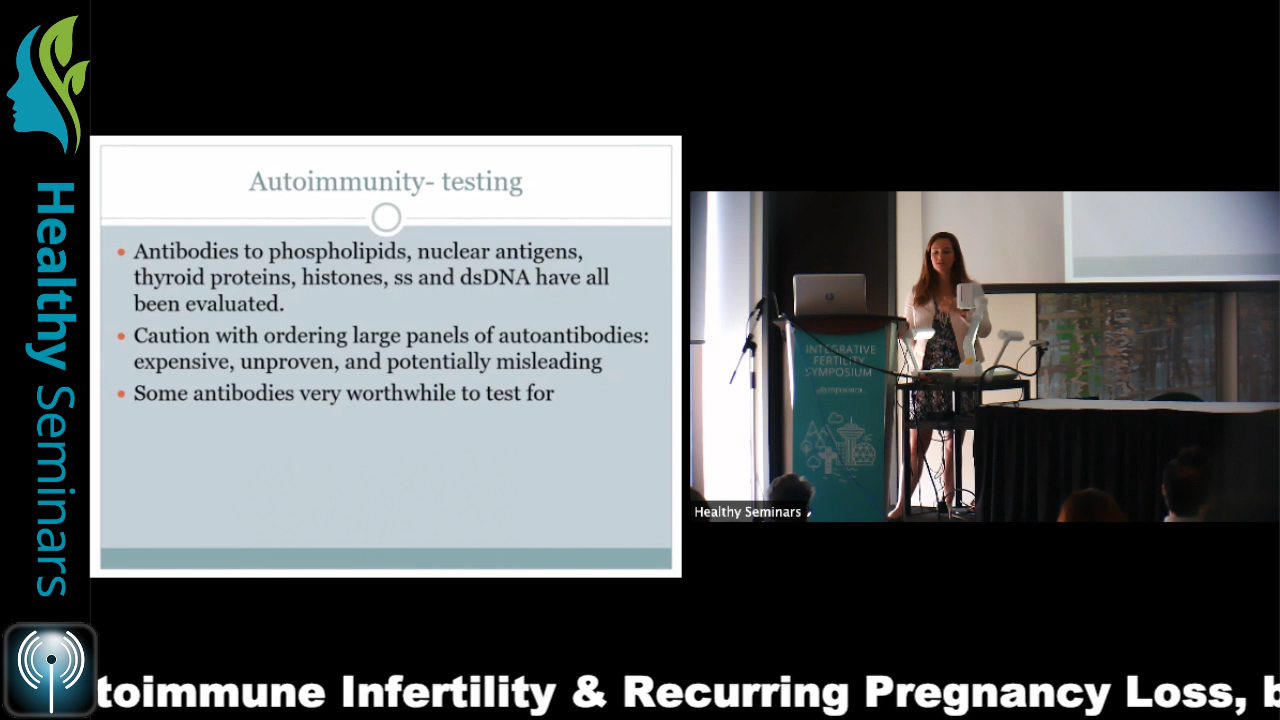 Healthy Seminars
Autoimmunity- testing
• Antibodies to phospholipids, nuclear antigens,
thyroid proteins, histones, ss and dsDNA have all
been evaluated.
• Caution with ordering large panels of autoantibodies:
expensive, unproven, and potentially misleading
• Some antibodies very worthwhile to test for
INTEGRATIVE
FERTILITY
SYMPOSIUM
Healthy Seminars
toimmune Infertility & Recurring Pregnancy Loss, b